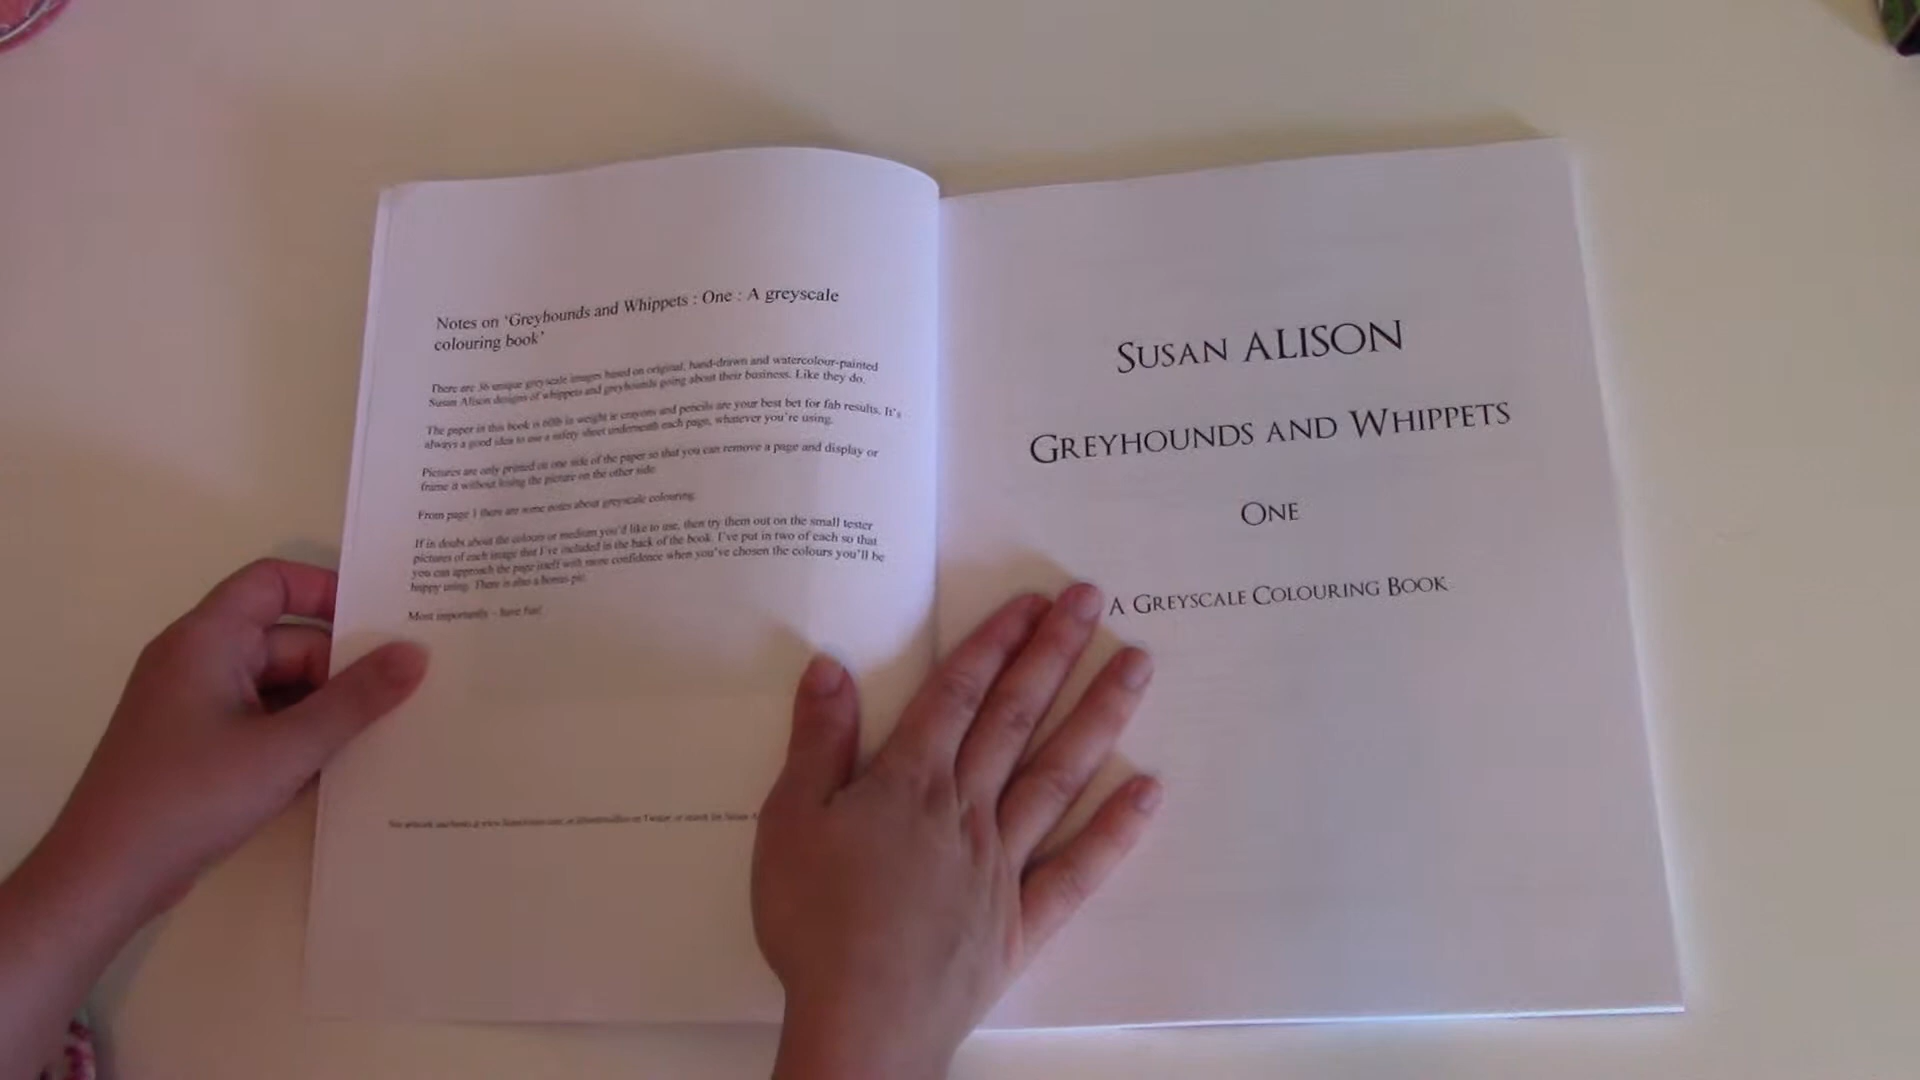 Notes on ‘Greyhounds and Whippets : One : A greyscale
colouring book’
There are 36 unique greyscale images based on original, hand-drawn and watercolour-painted
Susan Alison designs of whippets and greyhounds going about their business. Like they do.
The paper in this book is 60lb in weight ie crayons and pencils are your best bet for fab results. It’s
always a good idea to use a safety sheet underneath each page, whatever you’re using.
Pictures are only printed on one side of the paper so that you can remove a page and display or
frame it without losing the picture on the other side.
From page 1 there are some notes about greyscale colouring.
If in doubt about the colours or medium you’d like to use, then try them out on the small tester
pictures of each image that I’ve included in the back of the book. I’ve put in two of each so that
you can approach the page itself with more confidence when you’ve chosen the colours you’ll be
happy using. There is also a bonus pic.
Most importantly – have fun!
SUSAN ALISON
GREYHOUNDS AND WHIPPETS
ONE
A GREYSCALE COLOURING BOOK